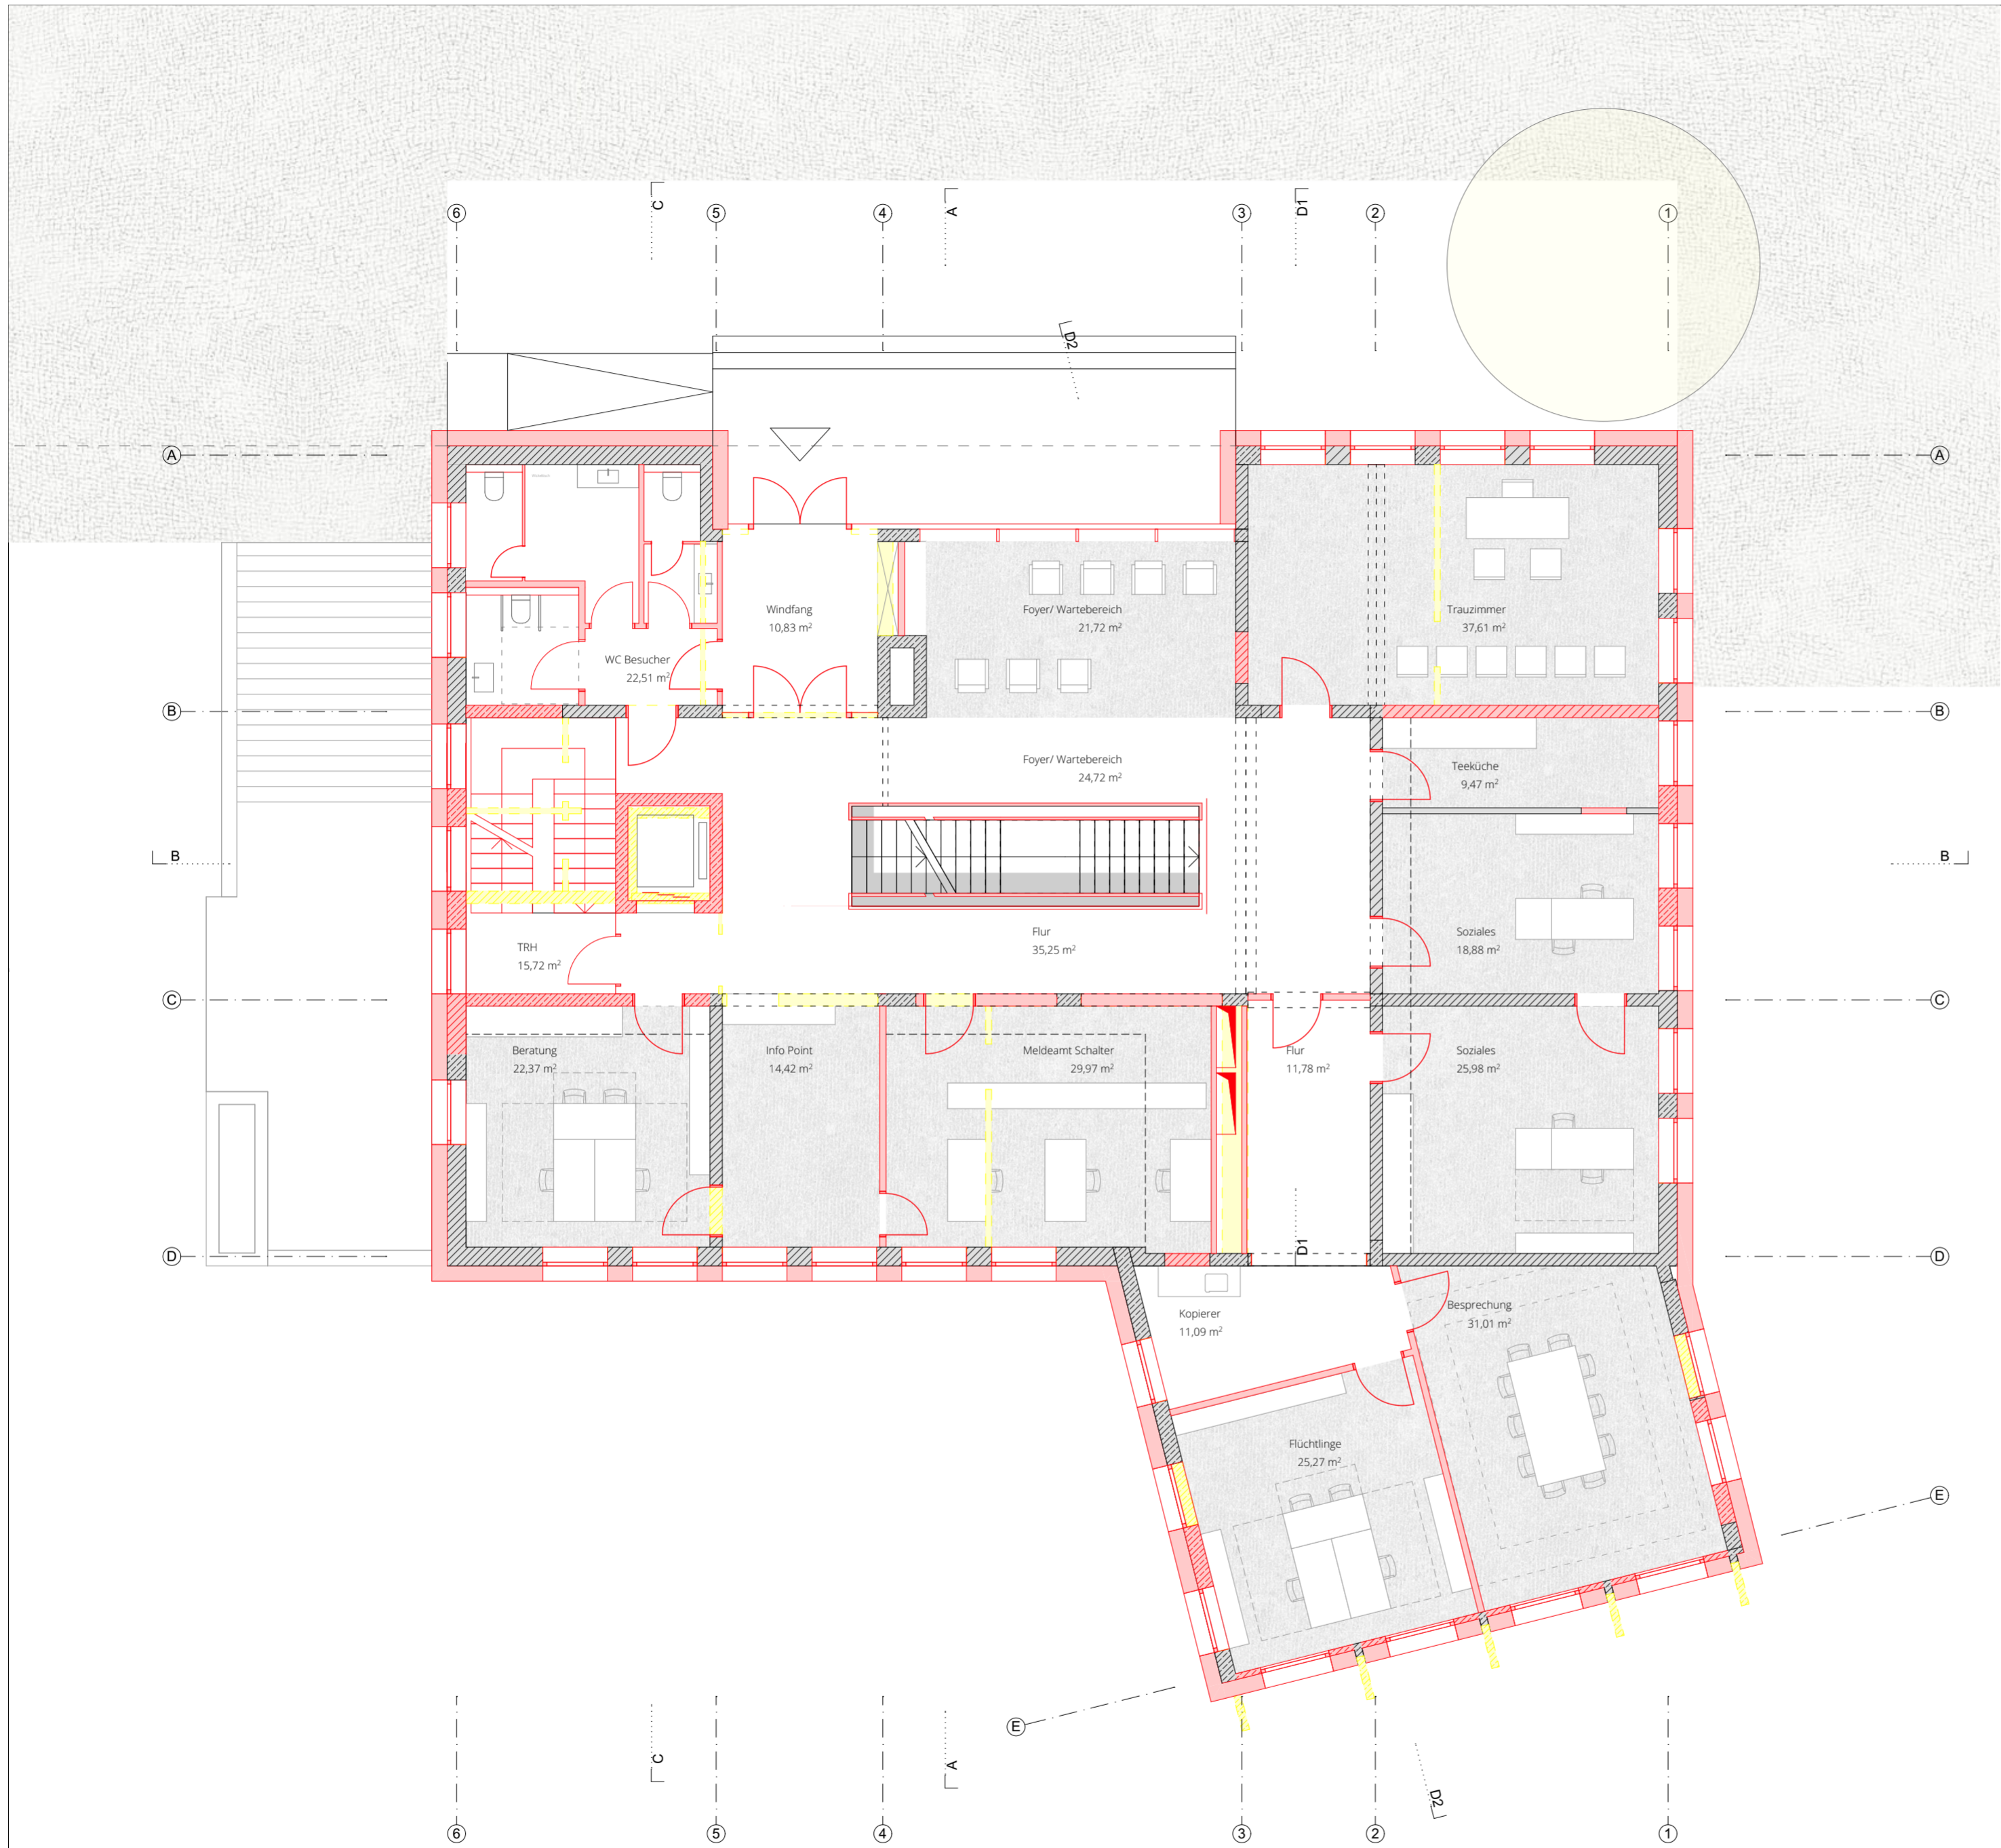 6
5
4
3
2
1
C
A
D1
D2
A
A
Windfang
10,83 m²
Foyer/ Wartebereich
21,72 m²
Trauzimmer
37,61 m²
WC Besucher
22,51 m²
B
B
Foyer/ Wartebereich
24,72 m²
Teeküche
9,47 m²
B
B
TRH
15,72 m²
Flur
35,25 m²
Soziales
18,88 m²
C
C
Beratung
22,37 m²
Info Point
14,42 m²
Meldeamt Schalter
29,97 m²
Flur
11,78 m²
Soziales
25,98 m²
D
D1
D
Kopierer
11,09 m²
Besprechung
31,01 m²
Flüchtlinge
25,27 m²
E
E
C
A
D2
6
5
4
3
2
1